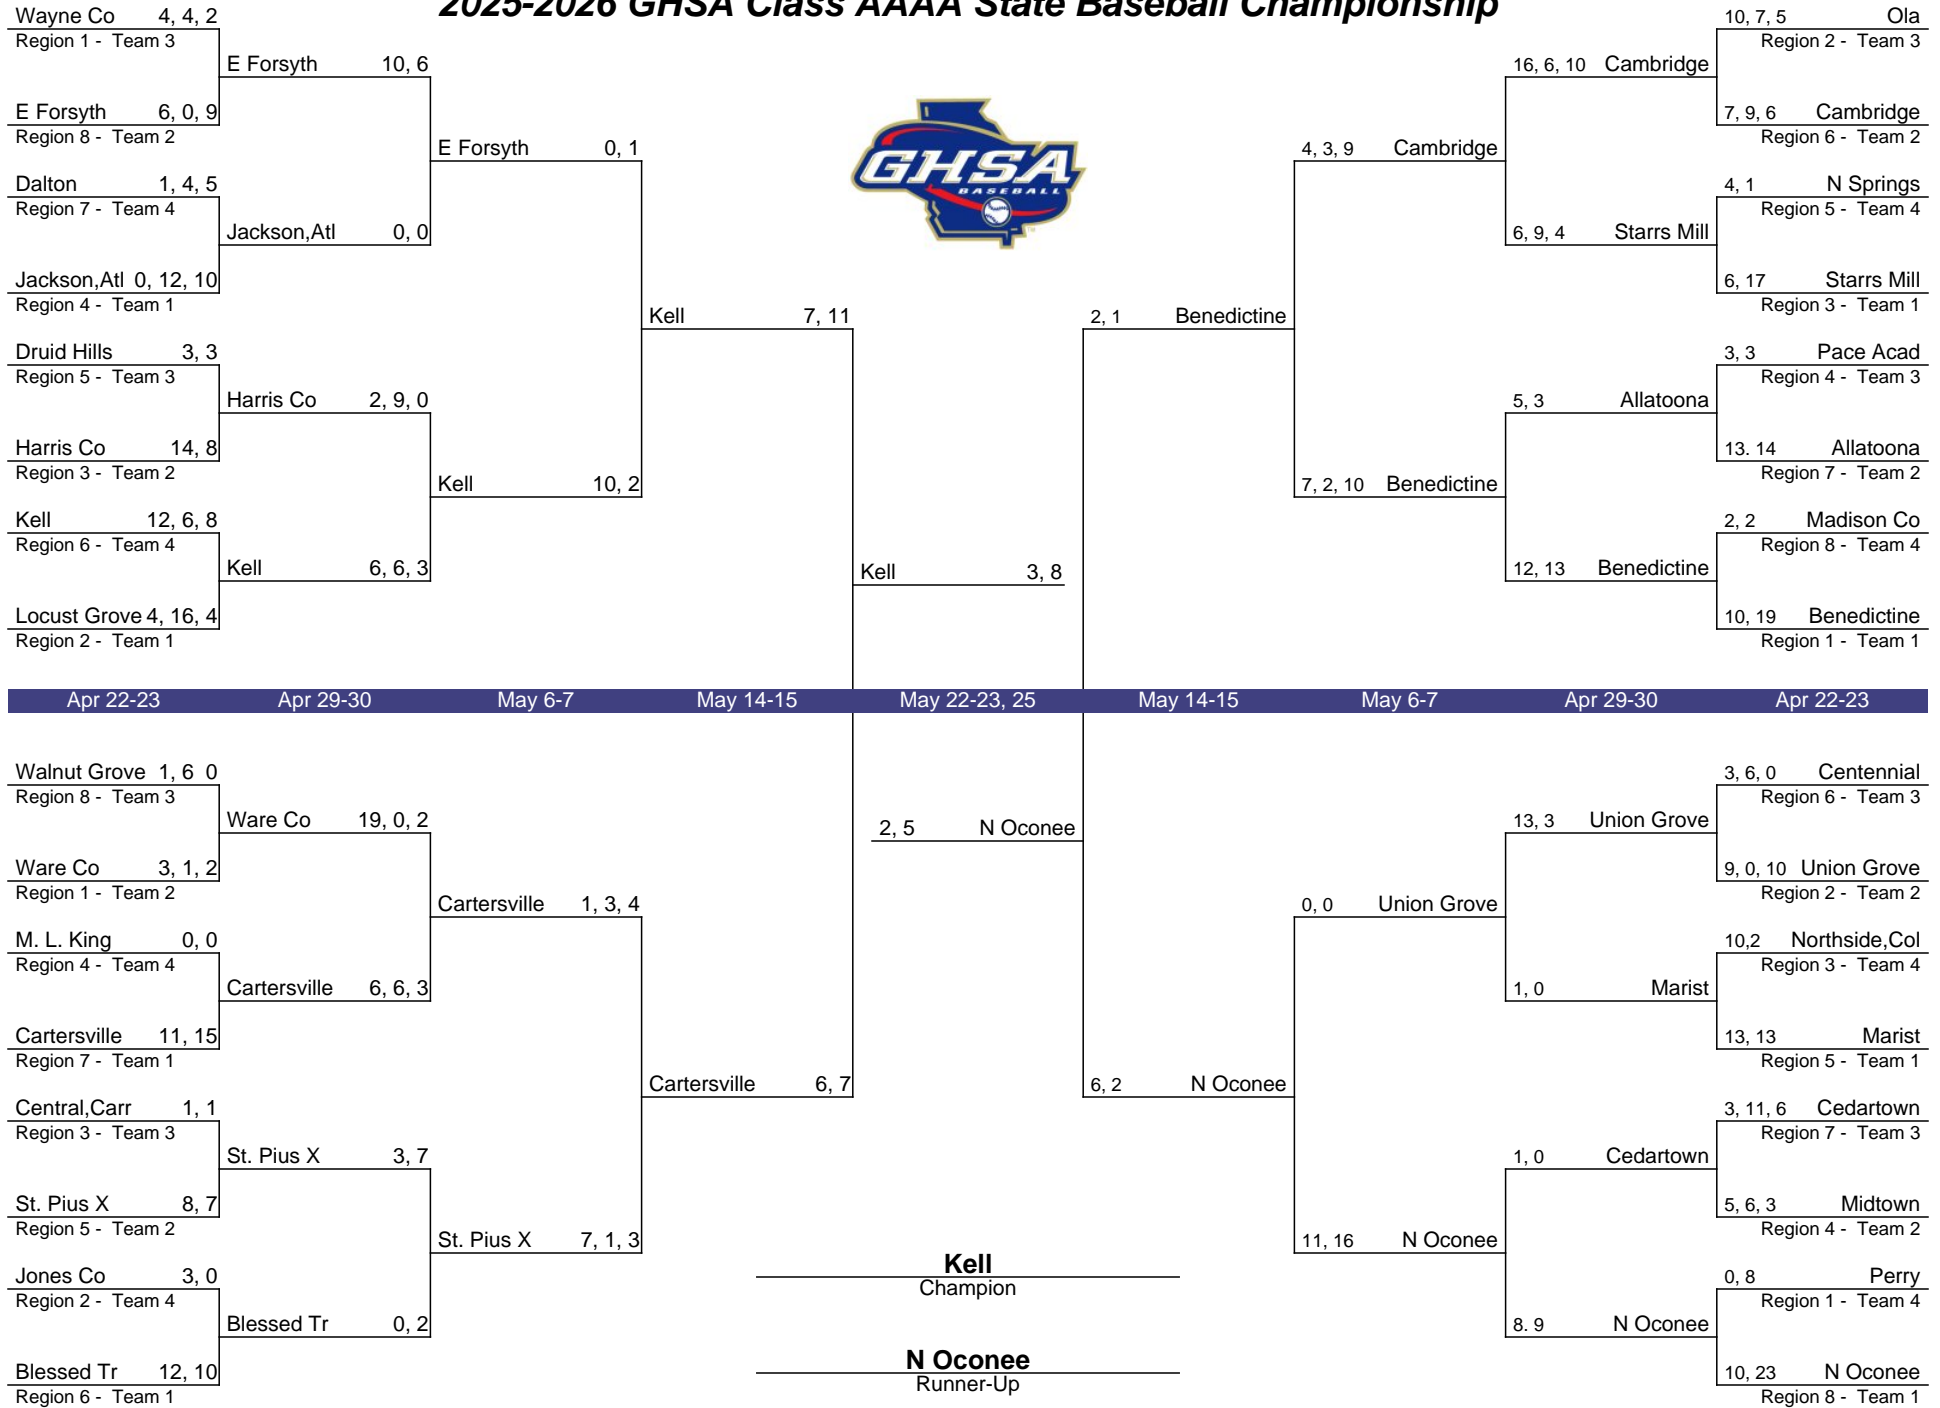 2025-2026 GHSA Class AAAA State Baseball Championship
Wayne Co 4, 4, 2
Region 1 - Team 3
E Forsyth 10, 6
E Forsyth 6, 0, 9
Region 8 - Team 2
E Forsyth 0, 1
Dalton 1, 4, 5
Region 7 - Team 4
Jackson,Atl 0, 0
Jackson,Atl 0, 12, 10
Region 4 - Team 1
Kell 7, 11
Druid Hills 3, 3
Region 5 - Team 3
Harris Co 2, 9, 0
Harris Co 14, 8
Region 3 - Team 2
Kell 10, 2
Kell 12, 6, 8
Region 6 - Team 4
Kell 6, 6, 3
Locust Grove 4, 16, 4
Region 2 - Team 1
Kell 3, 8
GHSA
BASEBALL
10, 7, 5 Ola
Region 2 - Team 3
16, 6, 10 Cambridge
7, 9, 6 Cambridge
Region 6 - Team 2
4, 3, 9 Cambridge
4, 1 N Springs
Region 5 - Team 4
6, 9, 4 Starrs Mill
6, 17 Starrs Mill
Region 3 - Team 1
2, 1 Benedictine
3, 3 Pace Acad
Region 4 - Team 3
5, 3 Allatoona
13. 14 Allatoona
Region 7 - Team 2
7, 2, 10 Benedictine
2, 2 Madison Co
Region 8 - Team 4
12, 13 Benedictine
10, 19 Benedictine
Region 1 - Team 1
Apr 22-23 Apr 29-30 May 6-7 May 14-15 May 22-23, 25 May 14-15 May 6-7 Apr 29-30 Apr 22-23
Walnut Grove 1, 6 0
Region 8 - Team 3
Ware Co 19, 0, 2
Ware Co 3, 1, 2
Region 1 - Team 2
Cartersville 1, 3, 4
M. L. King 0, 0
Region 4 - Team 4
Cartersville 6, 6, 3
Cartersville 11, 15
Region 7 - Team 1
Cartersville 6, 7
Central,Carr 1, 1
Region 3 - Team 3
St. Pius X 3, 7
St. Pius X 8, 7
Region 5 - Team 2
St. Pius X 7, 1, 3
Jones Co 3, 0
Region 2 - Team 4
Blessed Tr 0, 2
Blessed Tr 12, 10
Region 6 - Team 1
2, 5 N Oconee
3, 6, 0 Centennial
Region 6 - Team 3
13, 3 Union Grove
9, 0, 10 Union Grove
Region 2 - Team 2
0, 0 Union Grove
10,2 Northside,Col
Region 3 - Team 4
1, 0 Marist
13, 13 Marist
Region 5 - Team 1
6, 2 N Oconee
3, 11, 6 Cedartown
Region 7 - Team 3
1, 0 Cedartown
5, 6, 3 Midtown
Region 4 - Team 2
11, 16 N Oconee
0, 8 Perry
Region 1 - Team 4
8. 9 N Oconee
10, 23 N Oconee
Region 8 - Team 1
Kell
Champion
N Oconee
Runner-Up